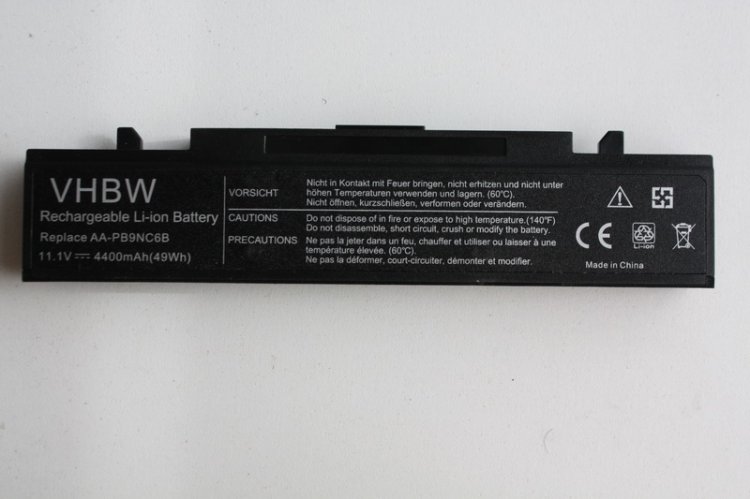 VHBW
Rechargeable Li-ion Battery
Replace AA-PB9NC6B
11.1V 4400mAh(49Wh)
VORSICHT
Nicht in Kontakt mit Feuer bringen, nicht erhitzen und nicht unter
höhen Temperaturen verwenden und lagern. (60°C).
Nicht öffnen, kurzschließen, verformen oder zerstören.
CAUTIONS
Do not dispose of in fire or expose to high temperature.(140°F)
Do not disassemble, short circuit, crush or modify the battery.
PRECAUTIONS
Ne pas la jeter dans un feu, chauffer et utiliser ou laisser à une
température élevée. (60°C)
Ne pas la déformer, court-circuiter, démonter et modifier.
CE
Li-ion
Made in China